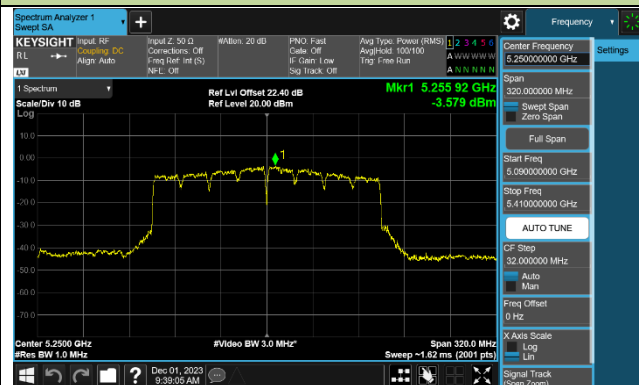 Spectrum Analyzer 1
Swept SA
Frequency
KEYSIGHT
RL
LXI
Input: RF
Coupling: DC
Align: Auto
Input Z: 50 Ω
Corrections: Off
Freq Ref: Int (S)
NFE: Off
#Atten: 20 dB
PNO: Fast
Gate: Off
IF Gain: Low
Sig Track: Off
Avg Type: Power (RMS)
Avg|Hold: 100/100
Trig: Free Run
1 2 3 4 5 6
A W W W W W
A N N N N N
1 Spectrum
Scale/Div 10 dB
Log
Ref Lvl Offset 22.40 dB
Ref Level 20.00 dBm
Mkr1 5.255 92 GHz
-3.579 dBm
10.0
0.00
-10.0
-20.0
-30.0
-40.0
-50.0
-60.0
-70.0
1
Center 5.2500 GHz
#Res BW 1.0 MHz
#Video BW 3.0 MHz*
Span 320.0 MHz
Sweep ~1.62 ms (2001 pts)
Dec 01, 2023
9:39:05 AM
Center Frequency
5.250000000 GHz
Span
320.000000 MHz
Swept Span
Zero Span
Full Span
Start Freq
5.090000000 GHz
Stop Freq
5.410000000 GHz
AUTO TUNE
CF Step
32.000000 MHz
Auto
Man
Freq Offset
0 Hz
X Axis Scale
Log
Lin
Signal Track
(Span Zoom)
Settings